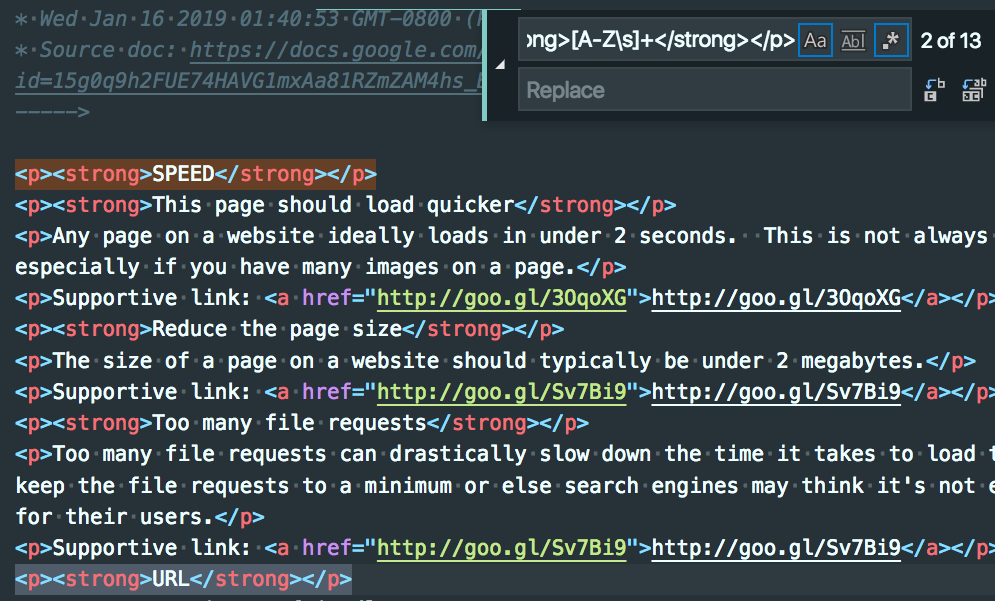 * Wed Jan 16 2019 01:40:53 GMT-0800 (
* Source doc: https://docs.google.com/
id=15g0q9h2FUE74HAVG1mxAa81RZmZAM4hs_
----->
ong>[A-Z\s]+</strong></p> Aa Abl .* 2 of 13
Replace
<p><strong>SPEED</strong></p>
<p><strong>This page should load quicker</strong></p>
<p>Any page on a website ideally loads in under 2 seconds.  This is not always
especially if you have many images on a page.</p>
<p>Supportive link: <a href="http://goo.gl/3OqoXG">http://goo.gl/3OqoXG</a></p>
<p><strong>Reduce the page size</strong></p>
<p>The size of a page on a website should typically be under 2 megabytes.</p>
<p>Supportive link: <a href="http://goo.gl/Sv7Bi9">http://goo.gl/Sv7Bi9</a></p>
<p><strong>Too many file requests</strong></p>
<p>Too many file requests can drastically slow down the time it takes to load
keep the file requests to a minimum or else search engines may think it's not
for their users.</p>
<p>Supportive link: <a href="http://goo.gl/Sv7Bi9">http://goo.gl/Sv7Bi9</a></p>
<p><strong>URL</strong></p>